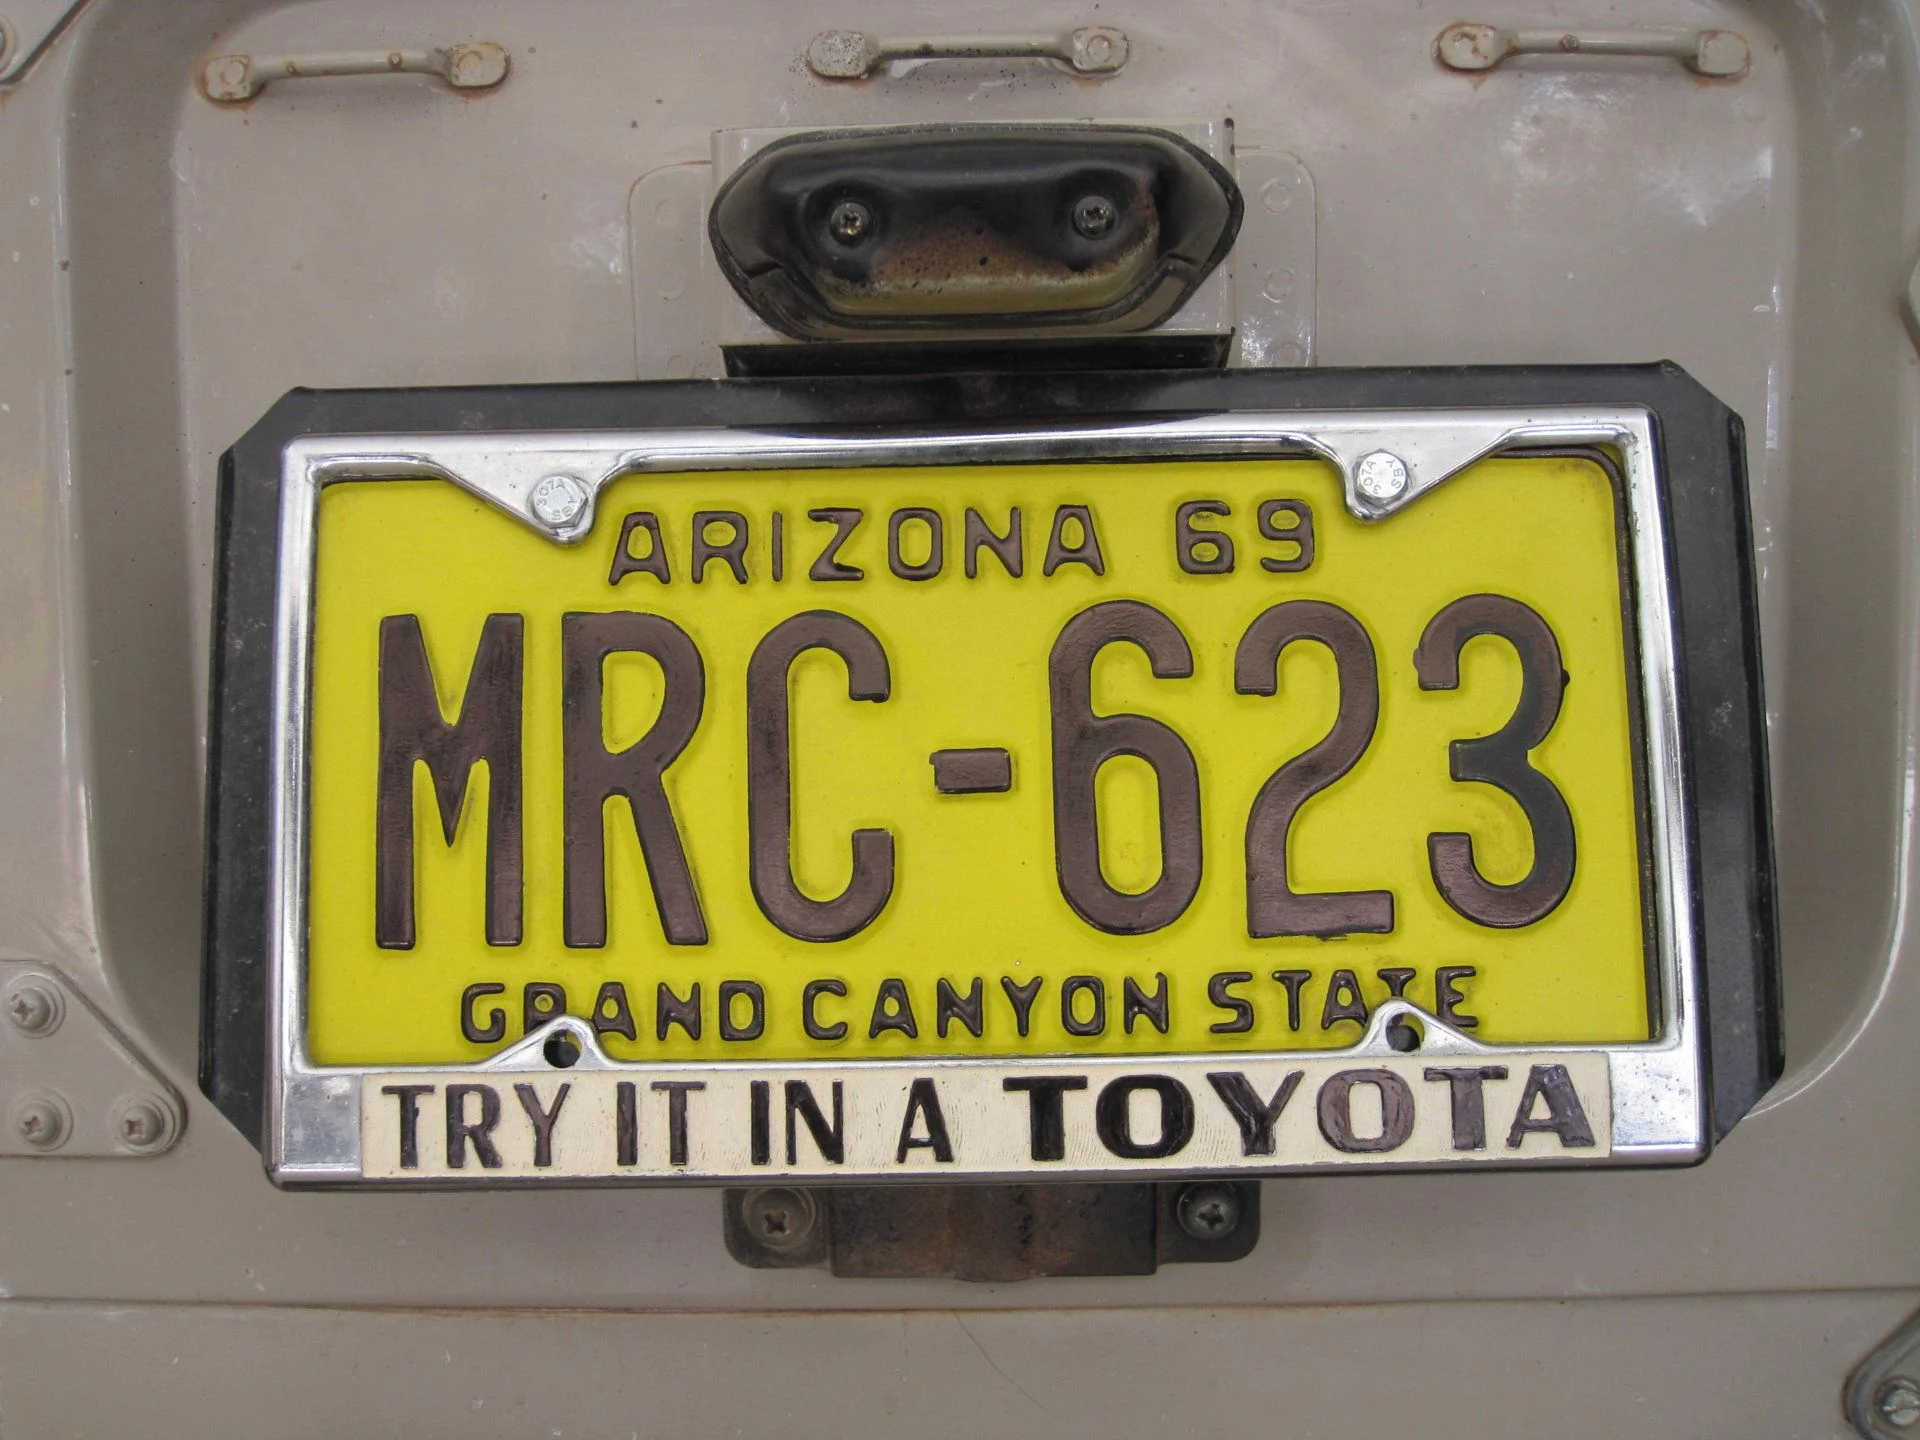 ARIZONA 69
MRC-623
GRAND CANYON STATE
TRY IT IN A TOYOTA